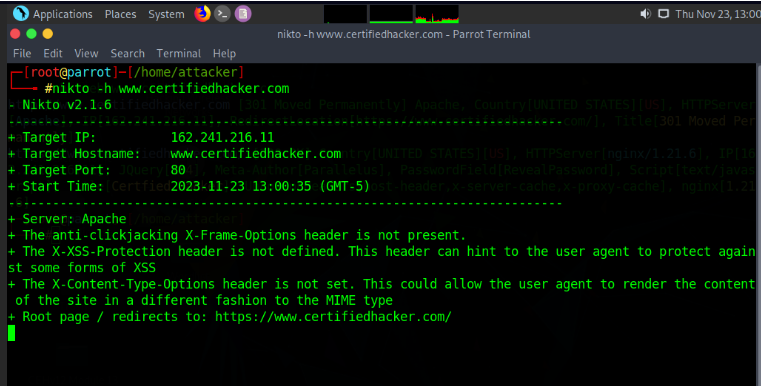 Applications Places System Thu Nov 23, 13:00
nikto -h www.certifiedhacker.com - Parrot Terminal
File Edit View Search Terminal Help
[root@parrot]-[/home/attacker]
#nikto -h www.certifiedhacker.com
- Nikto v2.1.6
---------------------------------------------------------------------------
+ Target IP: 162.241.216.11
+ Target Hostname: www.certifiedhacker.com
+ Target Port: 80
+ Start Time: 2023-11-23 13:00:35 (GMT-5)
---------------------------------------------------------------------------
+ Server: Apache
+ The anti-clickjacking X-Frame-Options header is not present.
+ The X-XSS-Protection header is not defined. This header can hint to the user agent to protect again
st some forms of XSS
+ The X-Content-Type-Options header is not set. This could allow the user agent to render the content
of the site in a different fashion to the MIME type
+ Root page / redirects to: https://www.certifiedhacker.com/